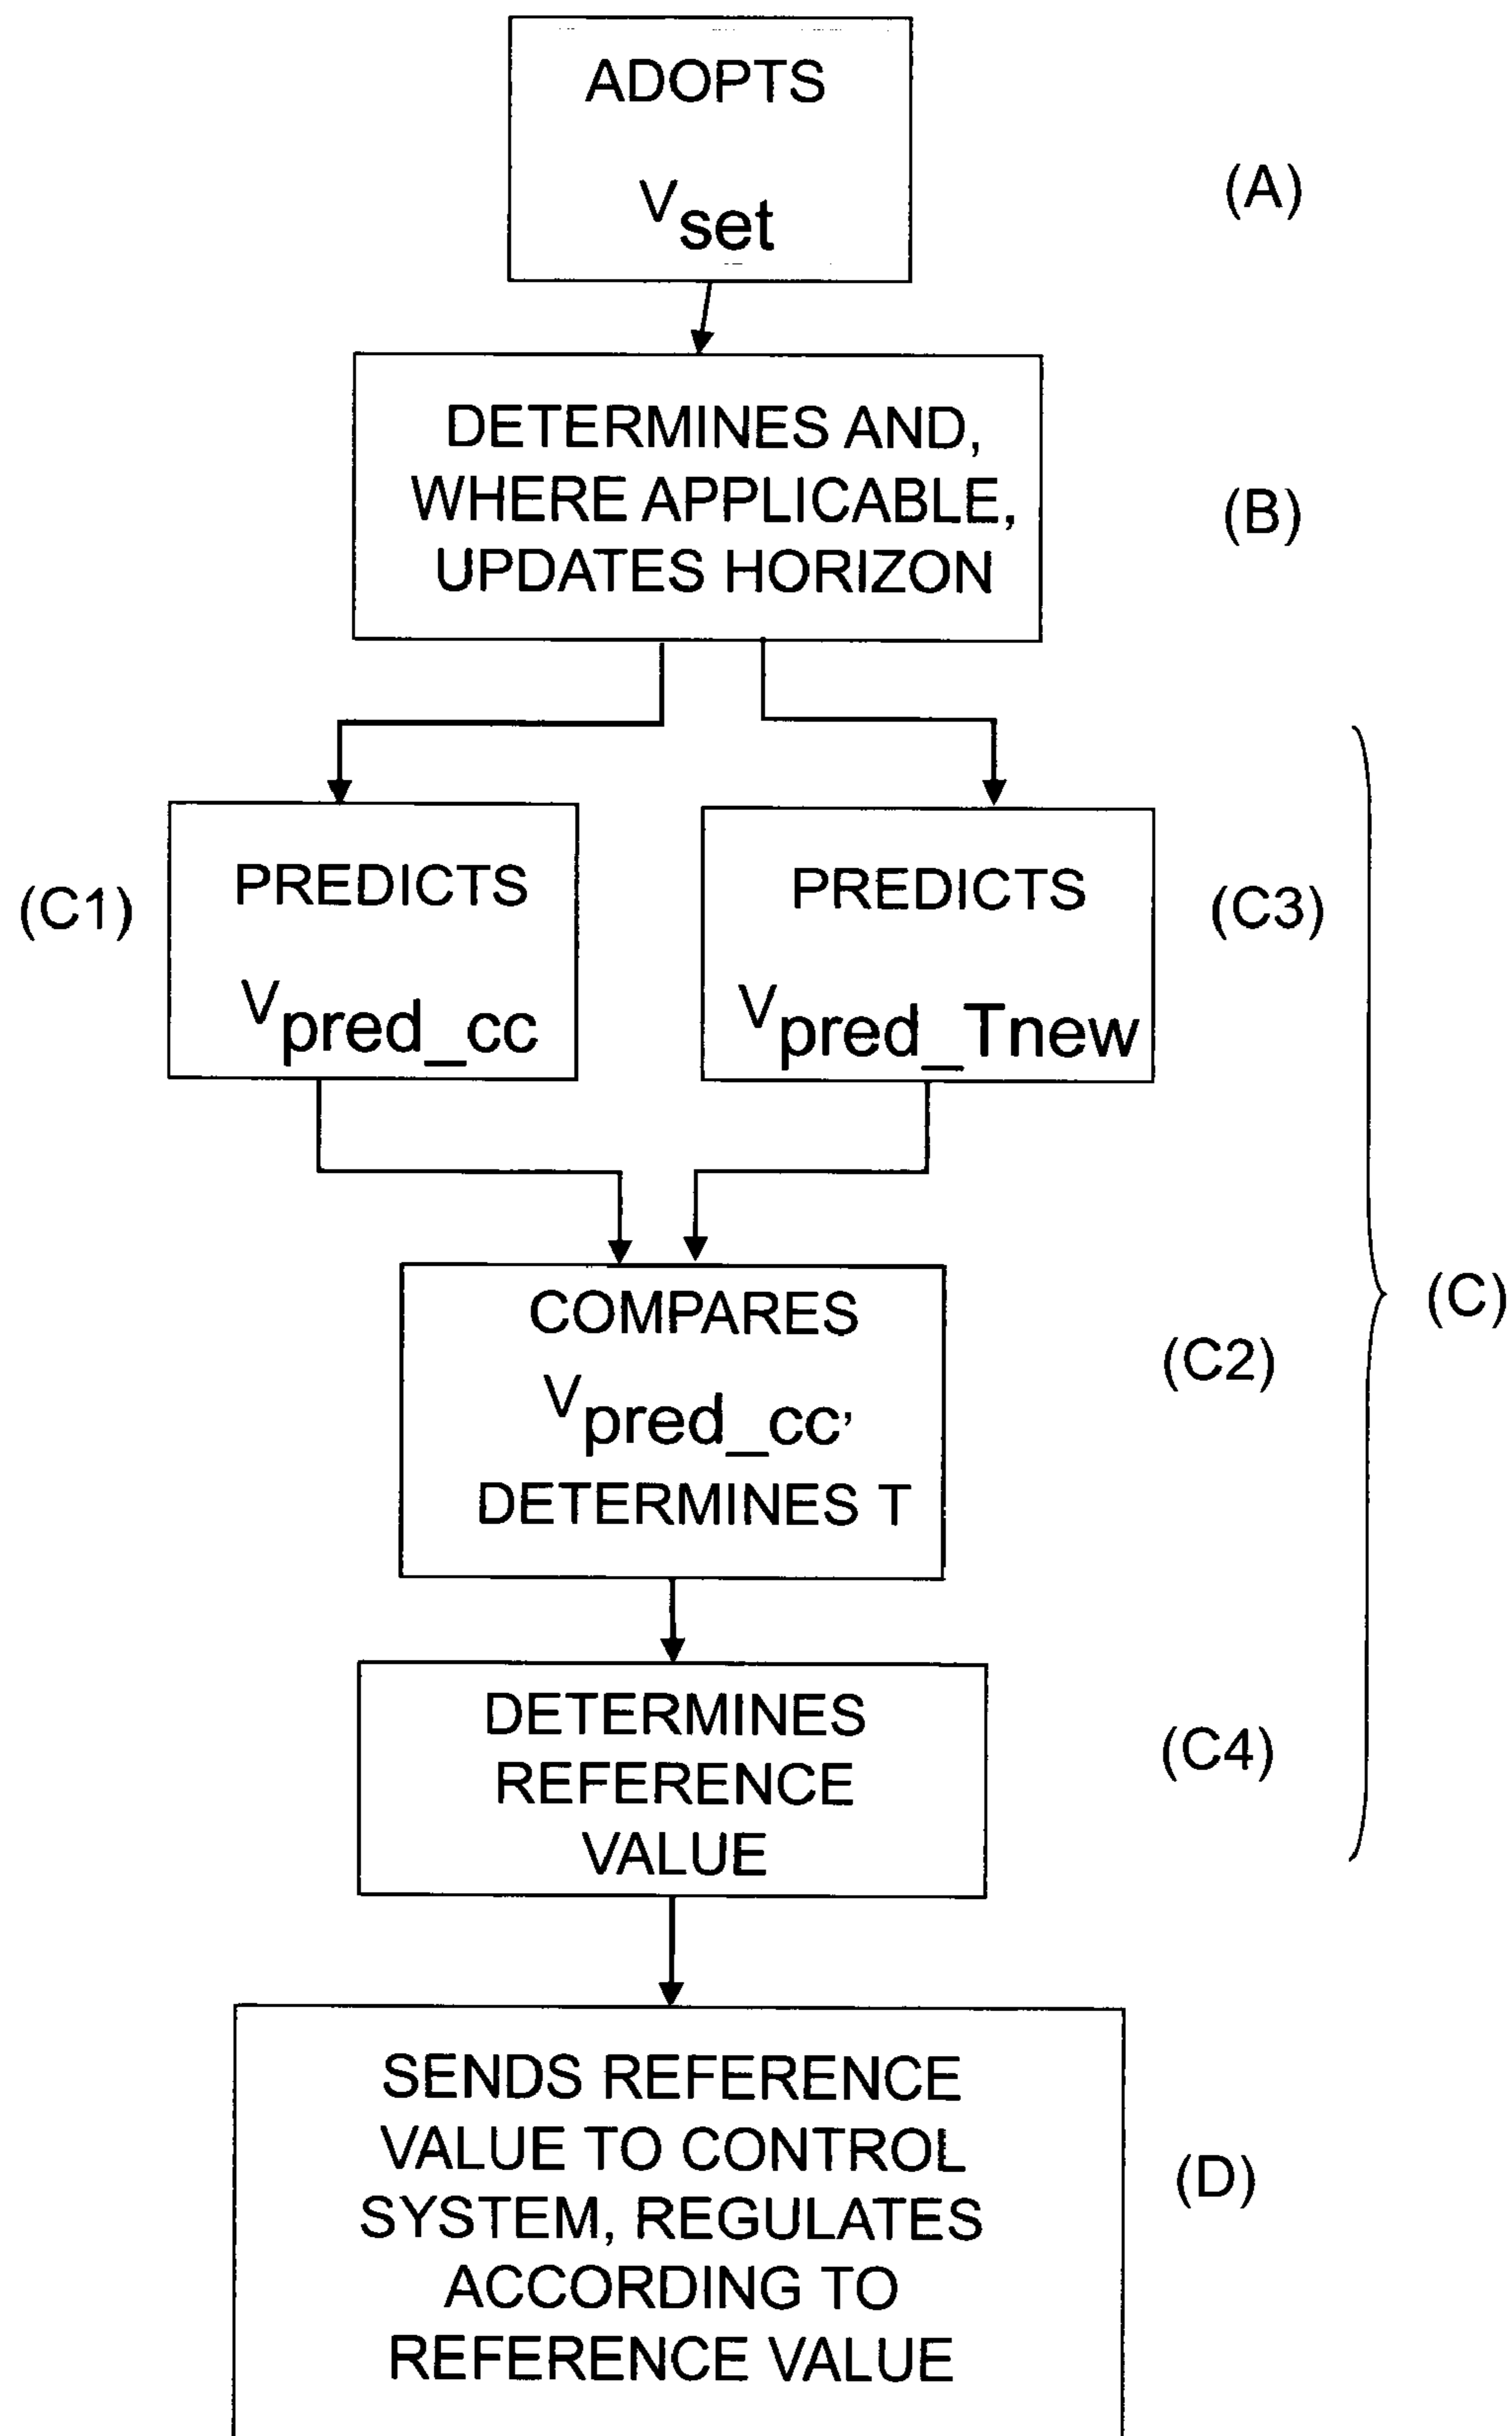 ADOPTS
Vset
(A)
DETERMINES AND,
WHERE APPLICABLE,
UPDATES HORIZON
(B)
(C1)
PREDICTS
Vpred_cc
PREDICTS
Vpred_Tnew
(C3)
COMPARES
Vpred_cc,
DETERMINES T
(C2)
(C)
DETERMINES
REFERENCE
VALUE
(C4)
SENDS REFERENCE
VALUE TO CONTROL
SYSTEM, REGULATES
ACCORDING TO
REFERENCE VALUE
(D)